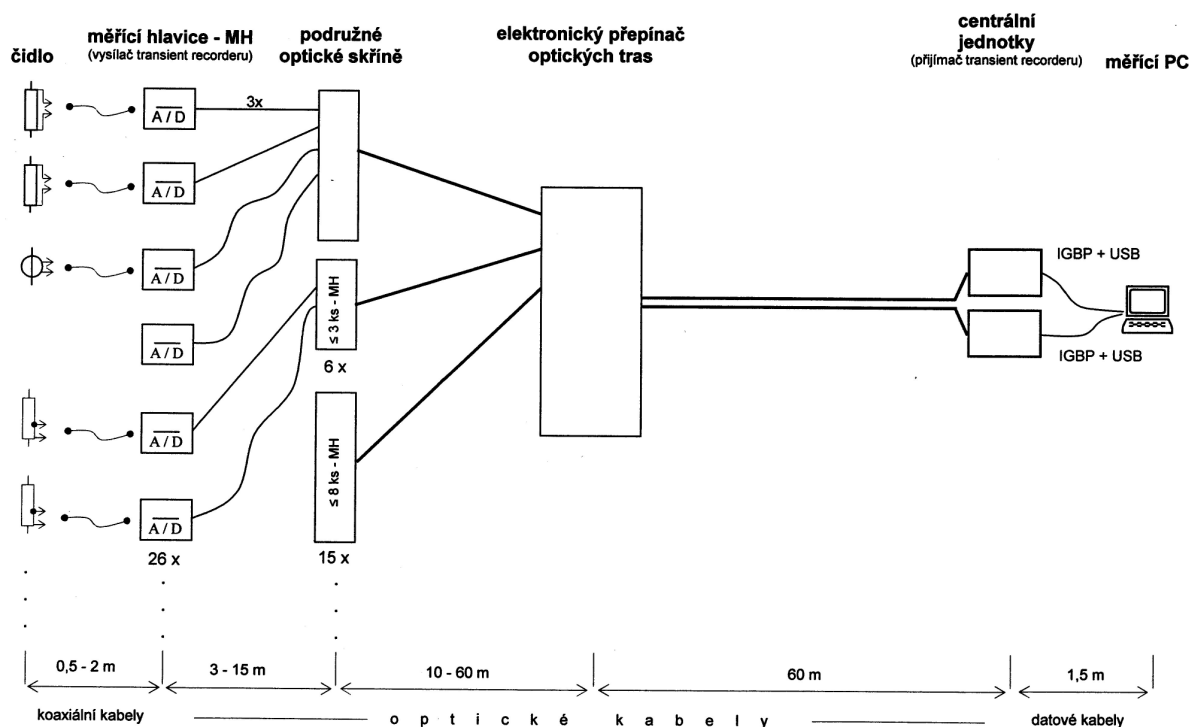 čidlo
měřící hlavice - MH
(vysílač transient recorderu)
podružné
optické skříně
elektronický přepínač
optických tras
centrální
jednotky
(přijímač transient recorderu)
měřící PC
A/D
3x
A/D
A/D
A/D
A/D
A/D
26 x
≤ 3 ks - MH
6 x
≤ 8 ks - MH
15 x
IGBP + USB
IGBP + USB
0,5 - 2 m
3 - 15 m
10 - 60 m
60 m
1,5 m
koaxiální kabely
optické kabely
datové kabely